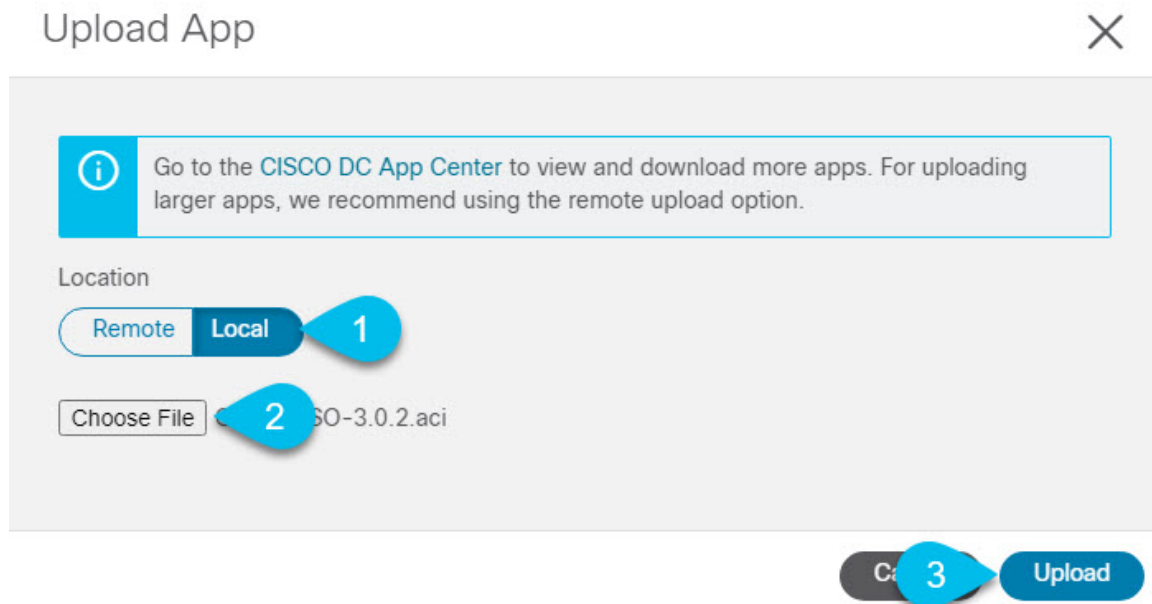 Upload App
Go to the CISCO DC App Center to view and download more apps. For uploading
larger apps, we recommend using the remote upload option.
Location
Remote Local 1
Choose File 2 SO-3.0.2.aci
3 Upload